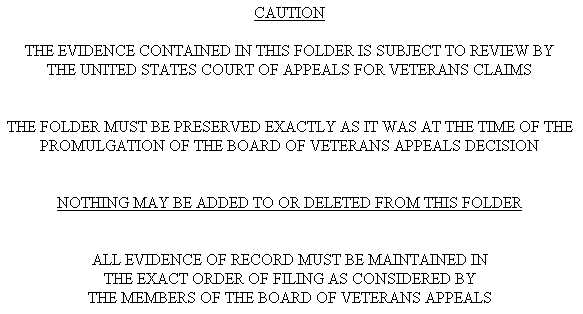 CAUTION
THE EVIDENCE CONTAINED IN THIS FOLDER IS SUBJECT TO REVIEW BY
THE UNITED STATES COURT OF APPEALS FOR VETERANS CLAIMS
THE FOLDER MUST BE PRESERVED EXACTLY AS IT WAS AT THE TIME OF THE
PROMULGATION OF THE BOARD OF VETERANS APPEALS DECISION
NOTHING MAY BE ADDED TO OR DELETED FROM THIS FOLDER
ALL EVIDENCE OF RECORD MUST BE MAINTAINED IN
THE EXACT ORDER OF FILING AS CONSIDERED BY
THE MEMBERS OF THE BOARD OF VETERANS APPEALS